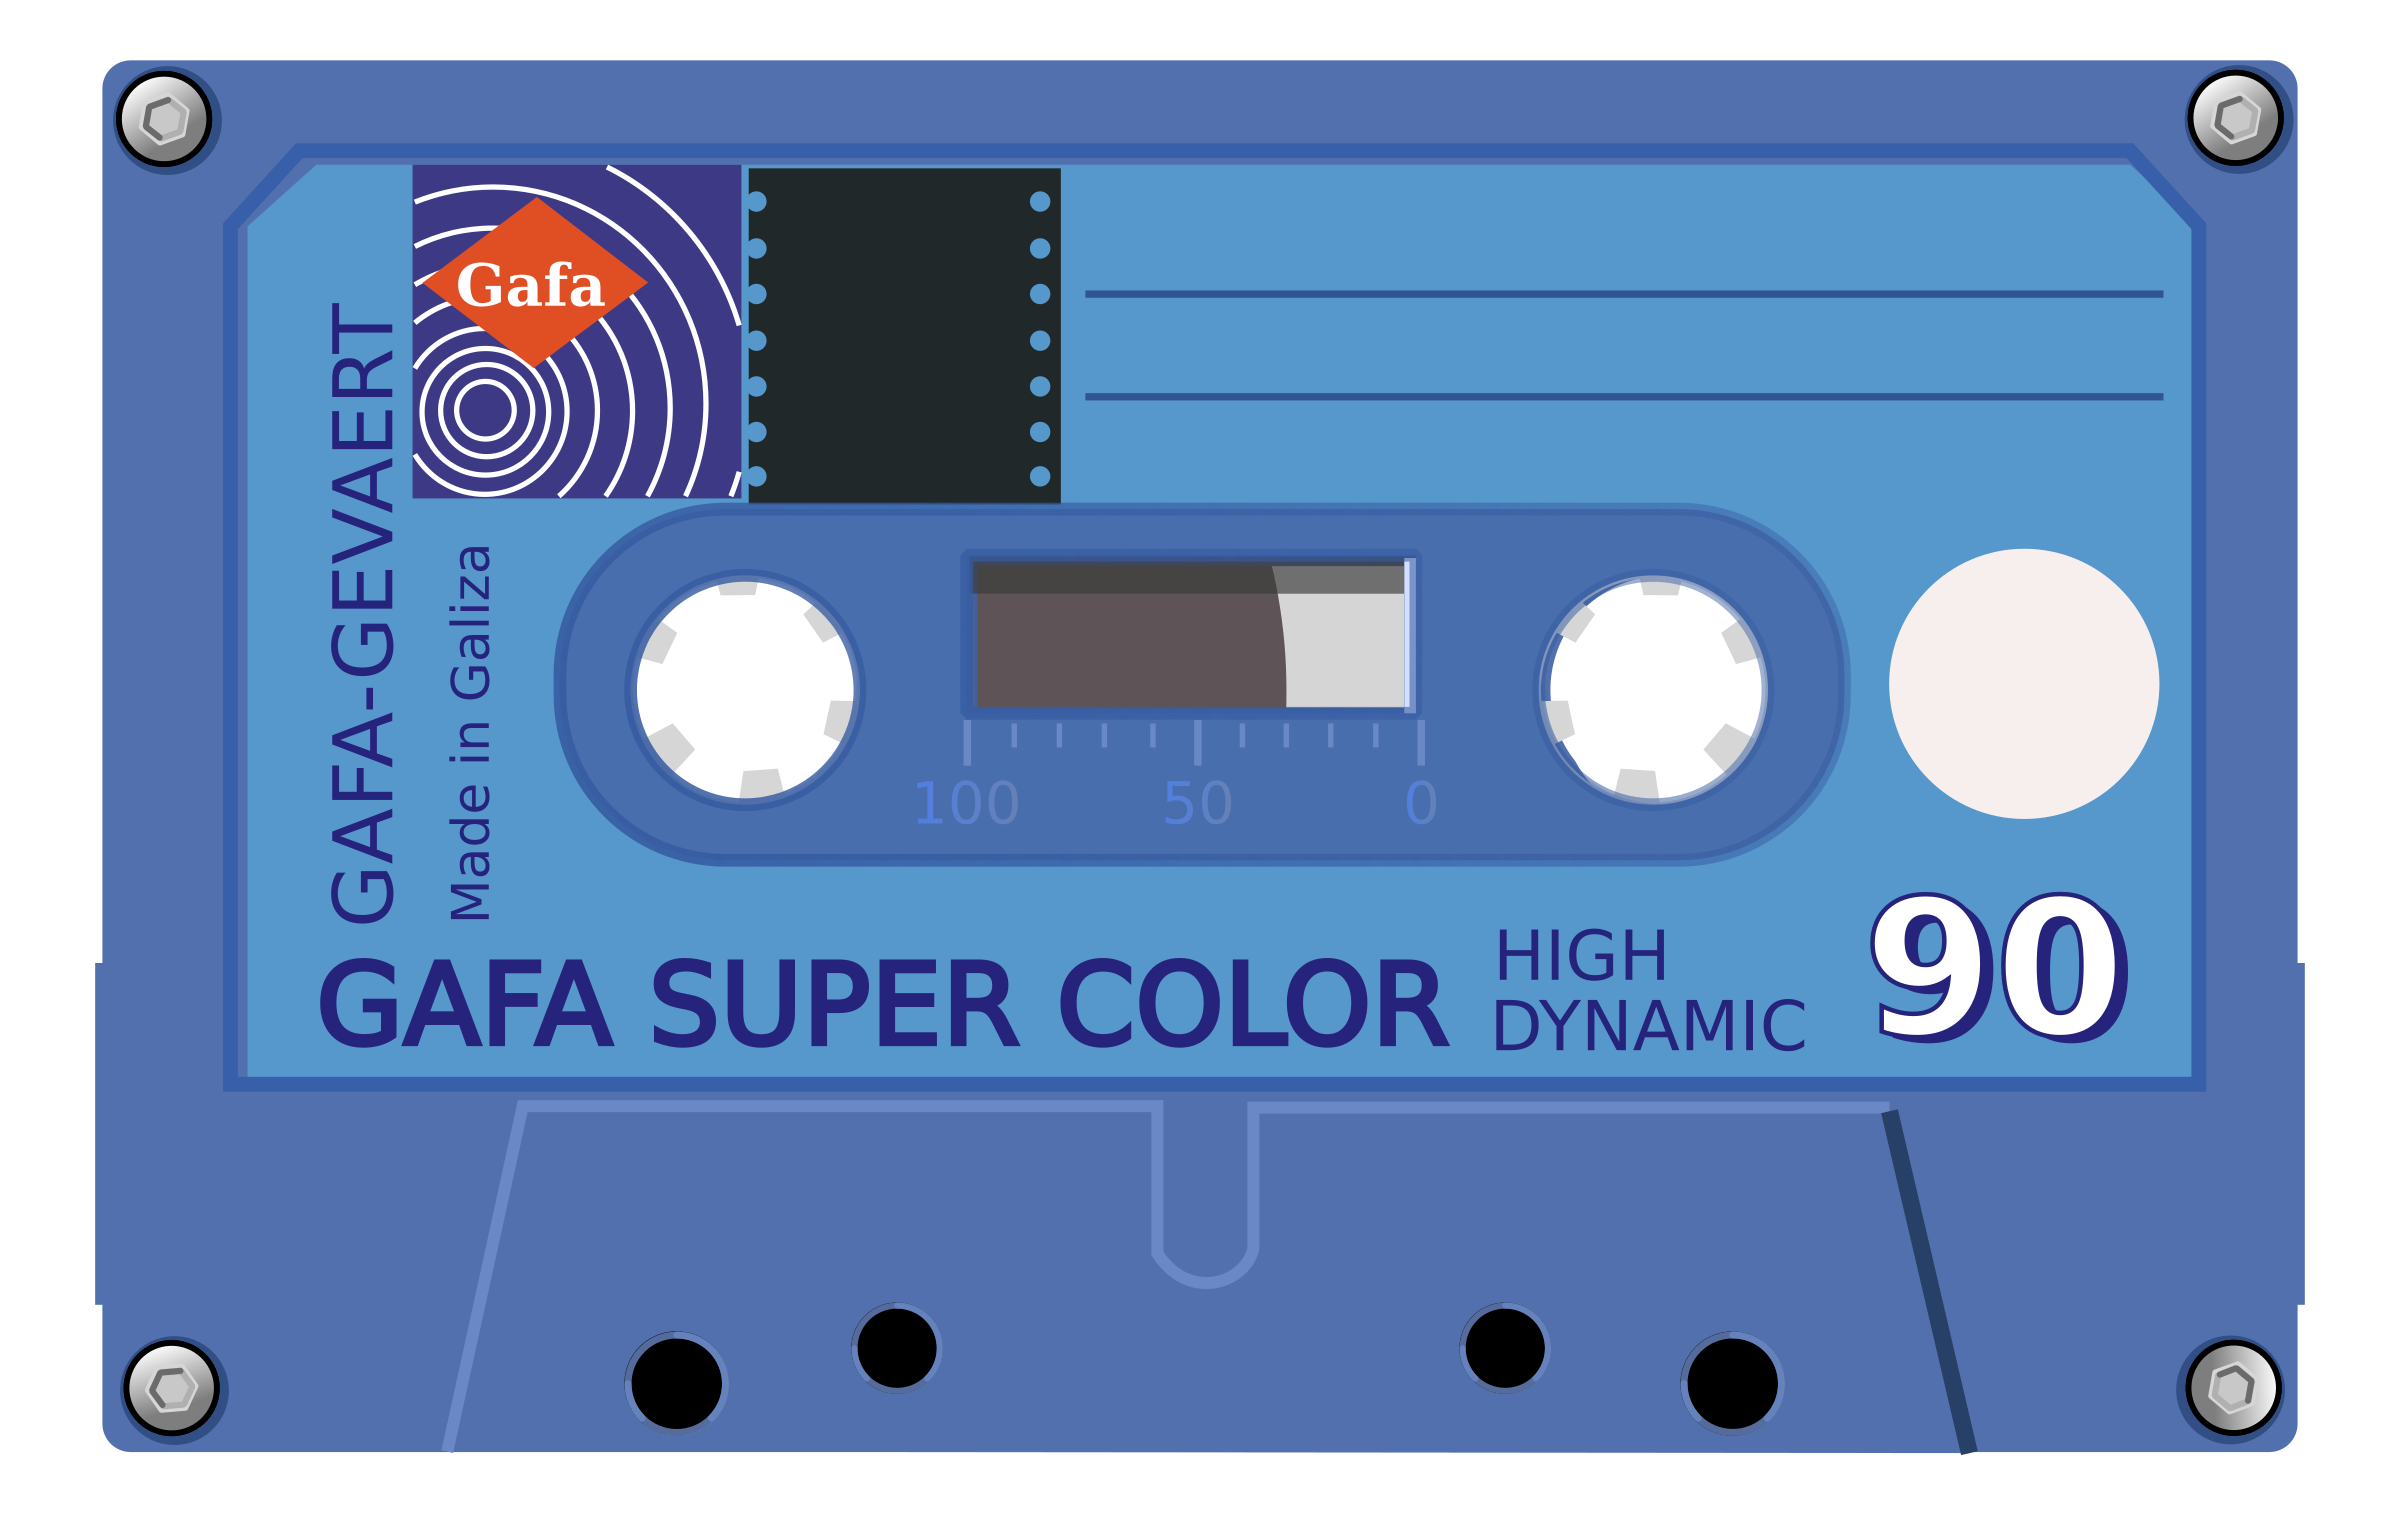 Gafa
GAFA-GEVAERT
Made in Galiza
100 50 0
GAFA SUPER COLOR
HIGH
DYNAMIC
90